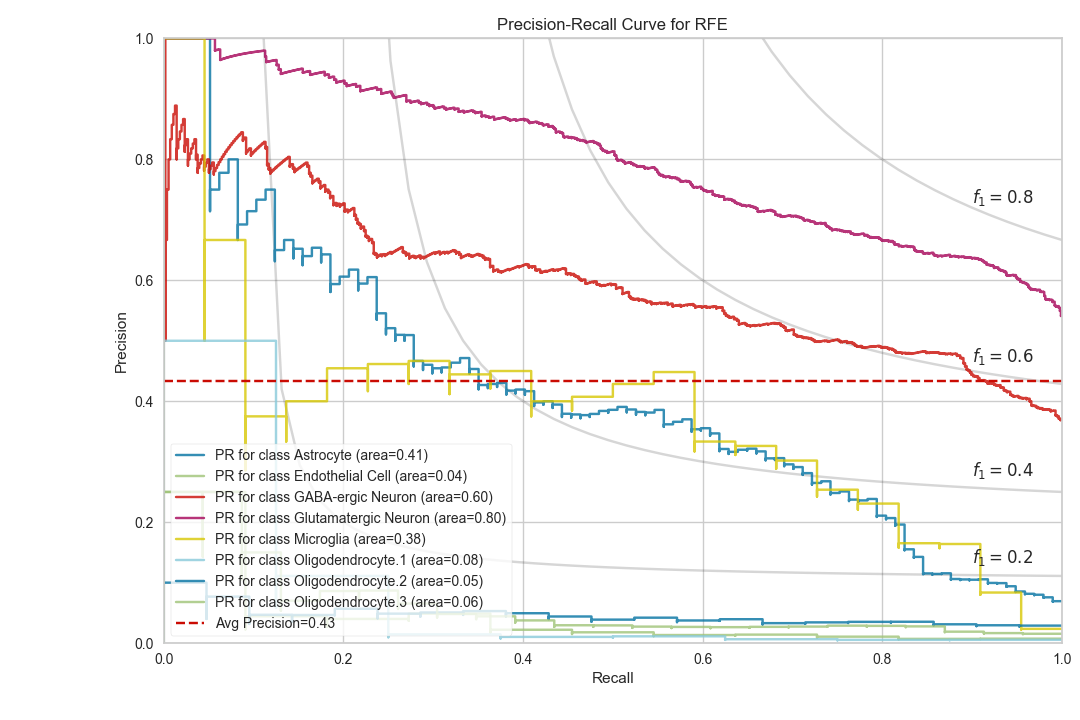 Precision-Recall Curve for RFE
1.0
0.8
0.6
0.4
0.2
0.0
Precision
f1 = 0.8
f1 = 0.6
f1 = 0.4
f1 = 0.2
PR for class Astrocyte (area=0.41)
PR for class Endothelial Cell (area=0.04)
PR for class GABA-ergic Neuron (area=0.60)
PR for class Glutamatergic Neuron (area=0.80)
PR for class Microglia (area=0.38)
PR for class Oligodendrocyte.1 (area=0.08)
PR for class Oligodendrocyte.2 (area=0.05)
PR for class Oligodendrocyte.3 (area=0.06)
Avg Precision=0.43
0.0 0.2 0.4 0.6 0.8 1.0
Recall